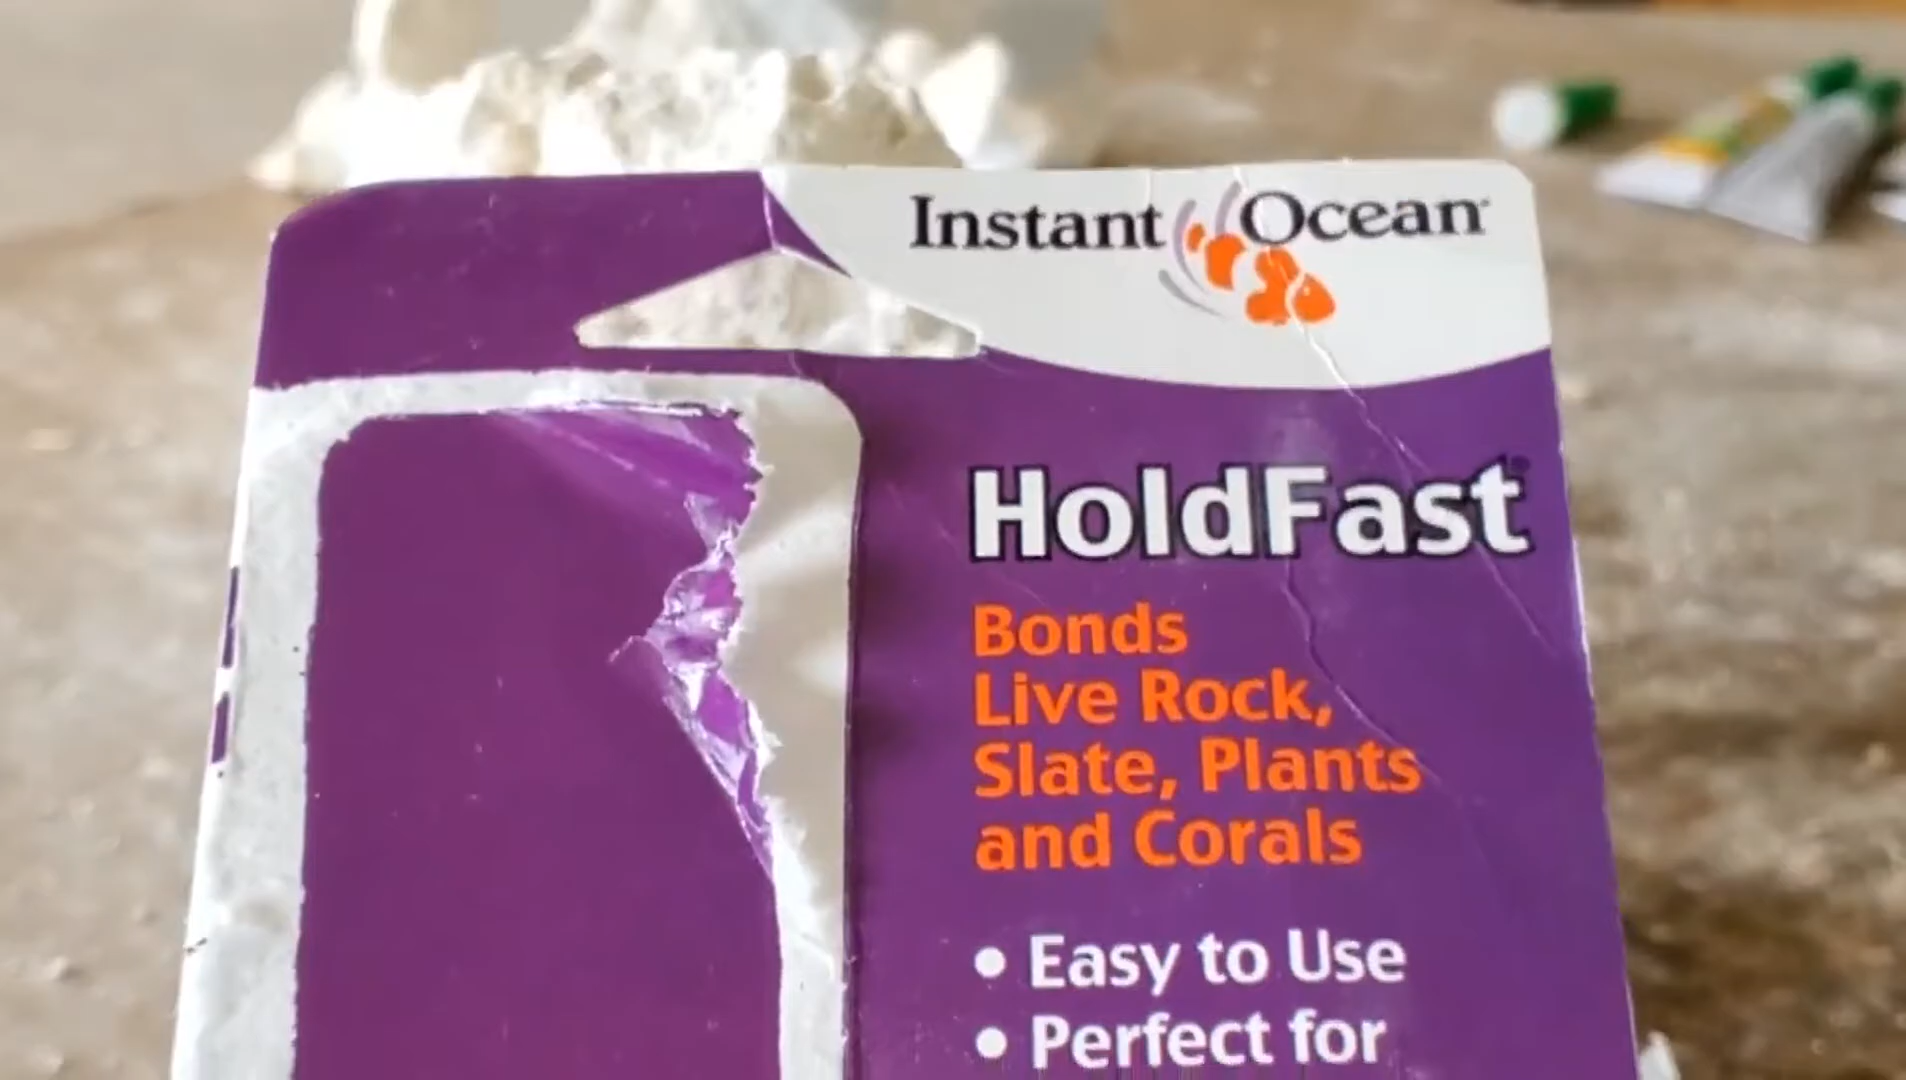 Instant Ocean
HoldFast®
Bonds
Live Rock,
Slate, Plants
and Corals
• Easy to Use
• Perfect for